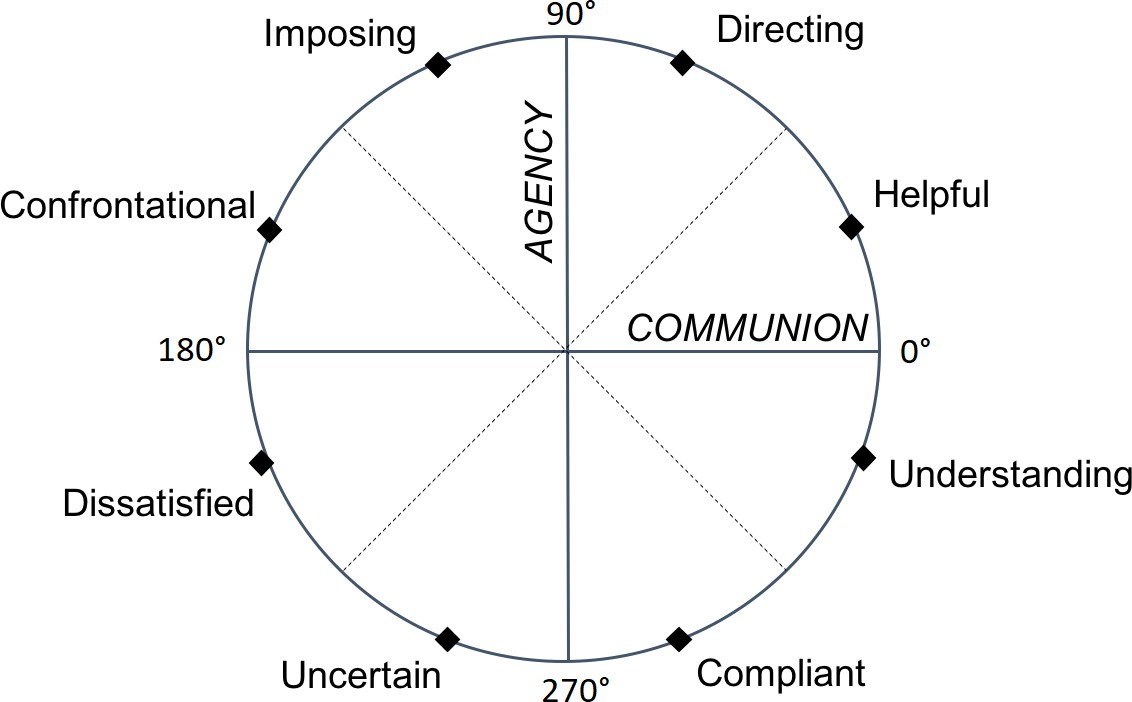 90°
Imposing
Directing
AGENCY
Helpful
Confrontational
COMMUNION
180°
0°
Understanding
Dissatisfied
Uncertain
Compliant
270°